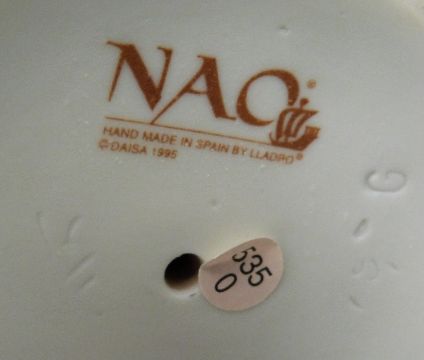 NAO®
HAND MADE IN SPAIN BY LLADRO®
© DAISA 1995
G
535
0